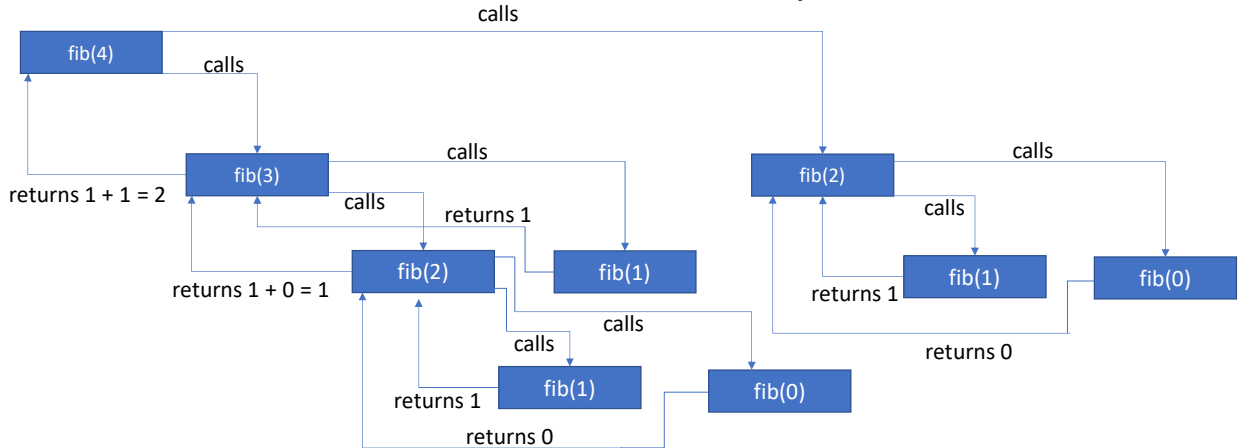 calls
fib(4)
calls
fib(3)
calls
fib(2)
calls
returns 1 + 1 = 2
calls
returns 1
calls
fib(2)
fib(1)
fib(1)
fib(0)
returns 1 + 0 = 1
returns 1
calls
calls
returns 0
fib(1)
fib(0)
returns 1
returns 0